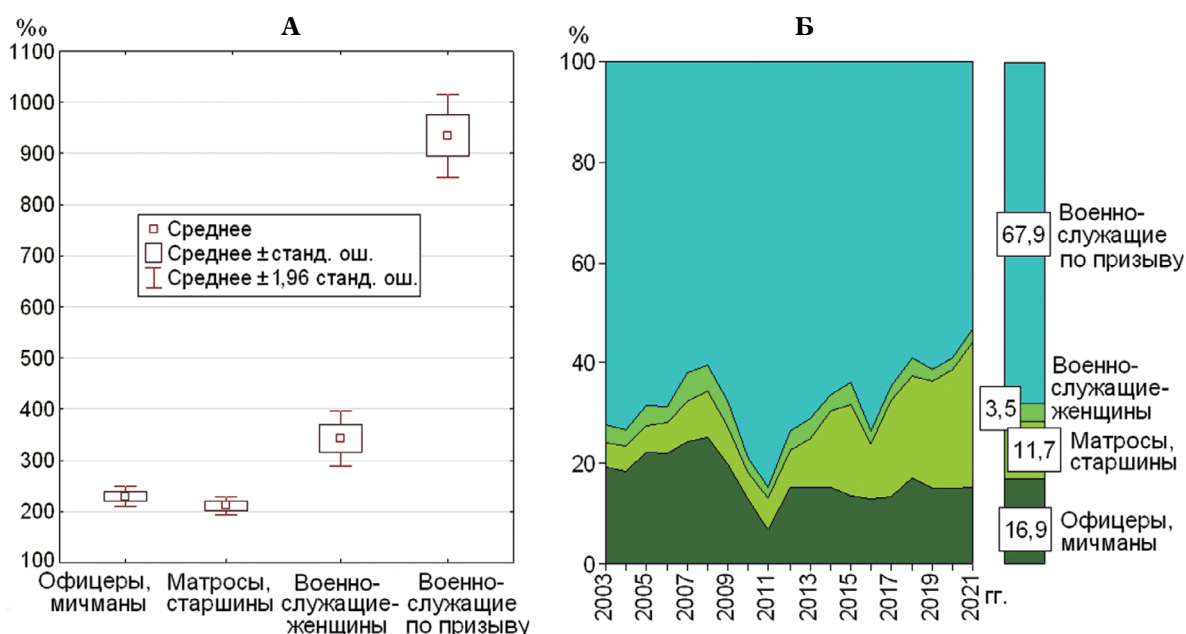 А
‰
1100
1000
900
800
700
600
500
400
300
200
100
Среднее
Среднее ± станд. ош.
Среднее ± 1,96 станд. ош.
Офицеры,
мичманы
Матросы,
старшины
Военно-
служащие-
женщины
Военно-
служащие
по призыву
Б
%
100
80
60
40
20
0
2003
2005
2007
2009
2011
2013
2015
2017
2019
2021
гг.
67,9
Военно-
служащие
по призыву
3,5
Военно-
служащие-
женщины
11,7
Матросы,
старшины
16,9
Офицеры,
мичманы